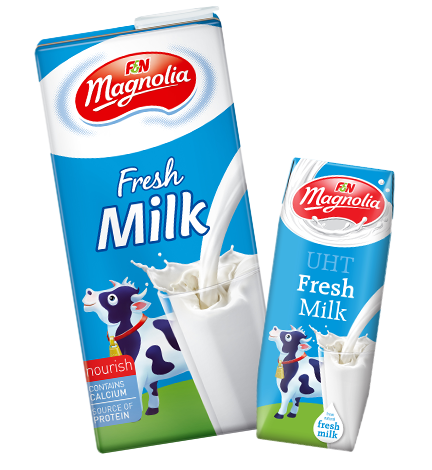 F&N
Magnolia
Fresh
Milk
nourish
CONTAINS
CALCIUM
SOURCE OF
PROTEIN
F&N
Magnolia
UHT
Fresh
Milk
fresh
milk